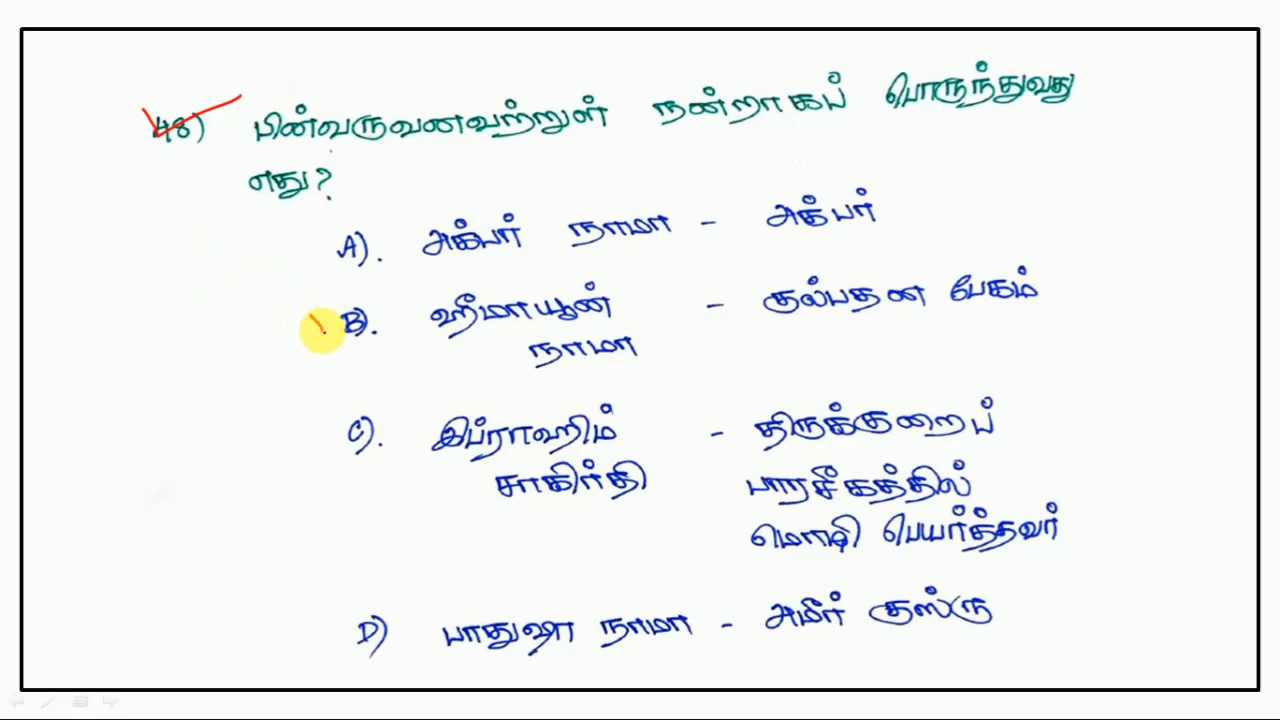 48) பின்வருவனவற்றுள் நன்றாகப் பொருந்துவது
எது?
A). அக்பர் நாமா - அக்பர்
B). ஹீமாயூன் - குல்பதன பேகம்
நாமா
C). இப்ராஹிம் - திருக்குறைப்
சாகிர்தி பாரசீகத்தில்
மொழி பெயர்த்தவர்
D) பாதுஷா நாமா - அமீர் குஸ்ரு